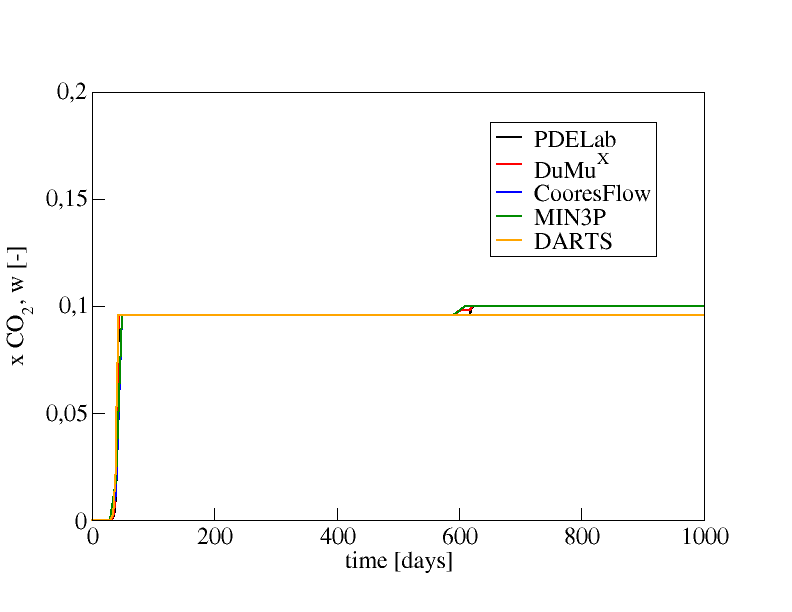 0,2
0,15
0,1
0,05
0
x CO2, w [-]
PDELab
DuMuX
CooresFlow
MIN3P
DARTS
0 200 400 600 800 1000
time [days]